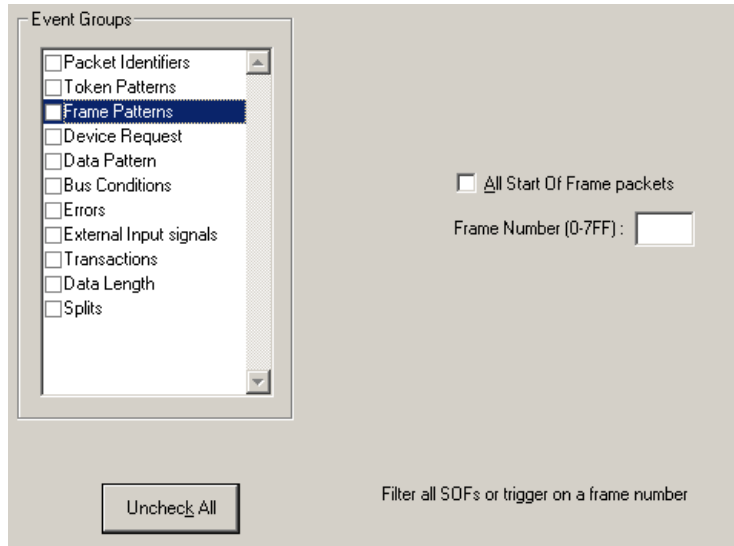 Event Groups
Packet Identifiers
Token Patterns
Frame Patterns
Device Request
Data Pattern
Bus Conditions
Errors
External Input signals
Transactions
Data Length
Splits
All Start Of Frame packets
Frame Number (0-7FF) :
Uncheck All
Filter all SOFs or trigger on a frame number